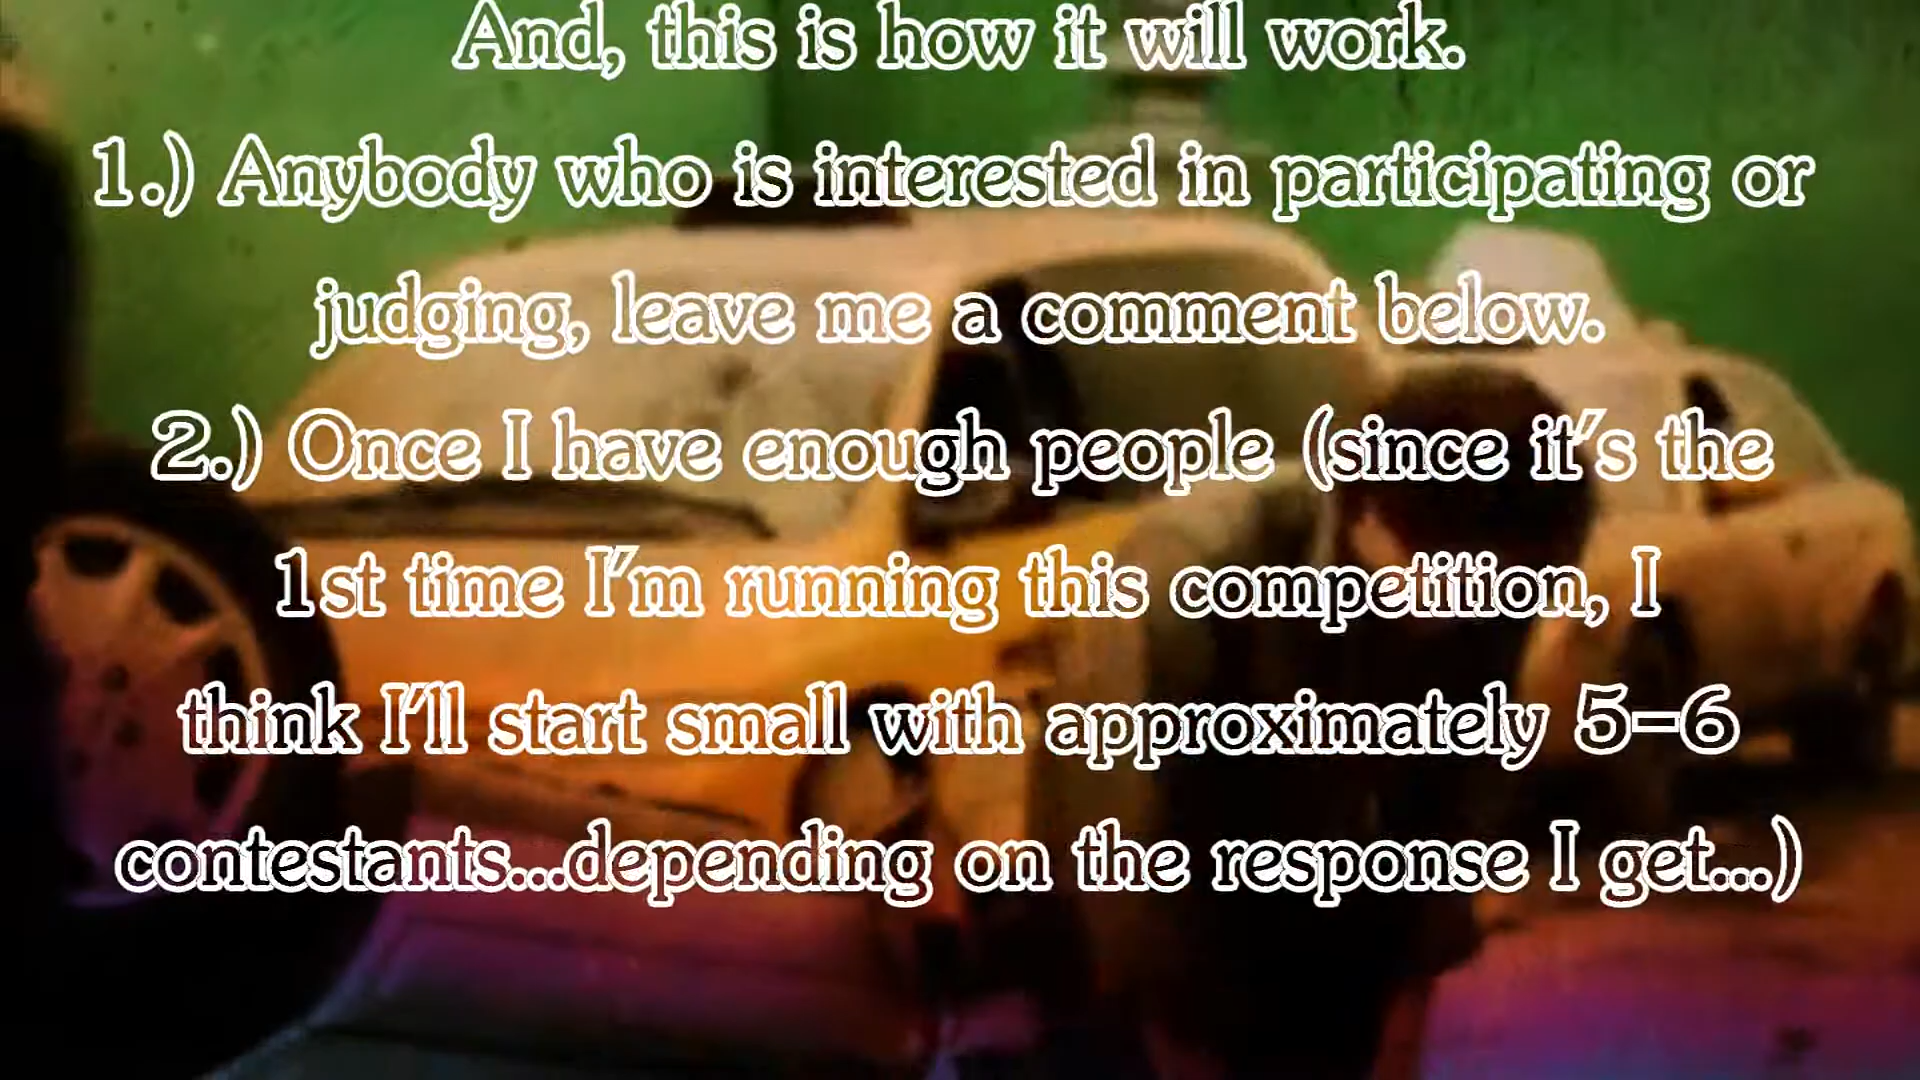 And, this is how it will work.
1.) Anybody who is interested in participating or
judging, leave me a comment below.
2.) Once I have enough people (since it's the
1st time I'm running this competition, I
think I'll start small with approximately 5-6
contestants...depending on the response I get...)